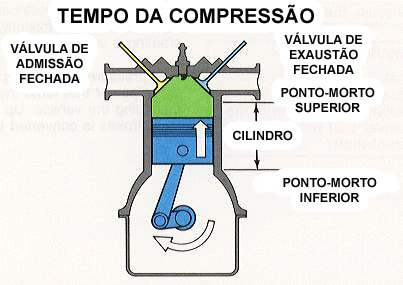 TEMPO DA COMPRESSÃO
VÁLVULA DE
ADMISSÃO
FECHADA
VÁLVULA DE
EXAUSTÃO
FECHADA
PONTO-MORTO
SUPERIOR
CILINDRO
PONTO-MORTO
INFERIOR